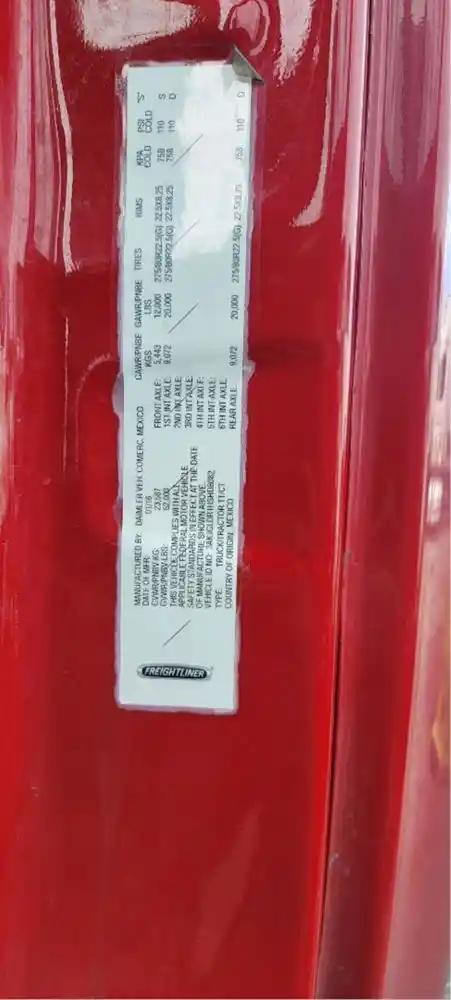 FREIGHTLINER
MANUFACTURED BY: DAIMLER VEH. COMERC. MEXICO
DATE OF MFR: 01/16
GVWR/PNBV-KG: 23,587
GVWR/PNBV-LBS: 52,000
THIS VEHICLE COMPLIES WITH ALL
APPLICABLE FEDERAL MOTOR VEHICLE
SAFETY STANDARDS IN EFFECT AT THE DATE
OF MANUFACTURE SHOWN ABOVE.
VEHICLE ID NO:
TYPE: TRUCK/TRACTOR TT/CT
COUNTRY OF ORIGIN: MEXICO
GAWR/PNBE GAWR/PNBE TIRES RIMS KPA PSI
KGS LBS COLD COLD
FRONT AXLE: 5,443 12,000 275/80R22.5(G) 22.5X8.25 758 110 S
1ST INT AXLE: 9,072 20,000 275/80R22.5(G) 22.5X8.25 758 110 D
2ND INT AXLE:
3RD INT AXLE:
4TH INT AXLE:
5TH INT AXLE:
6TH INT AXLE:
REAR AXLE: 9,072 20,000 275/80R22.5(G) 22.5X8.25 758 110 D